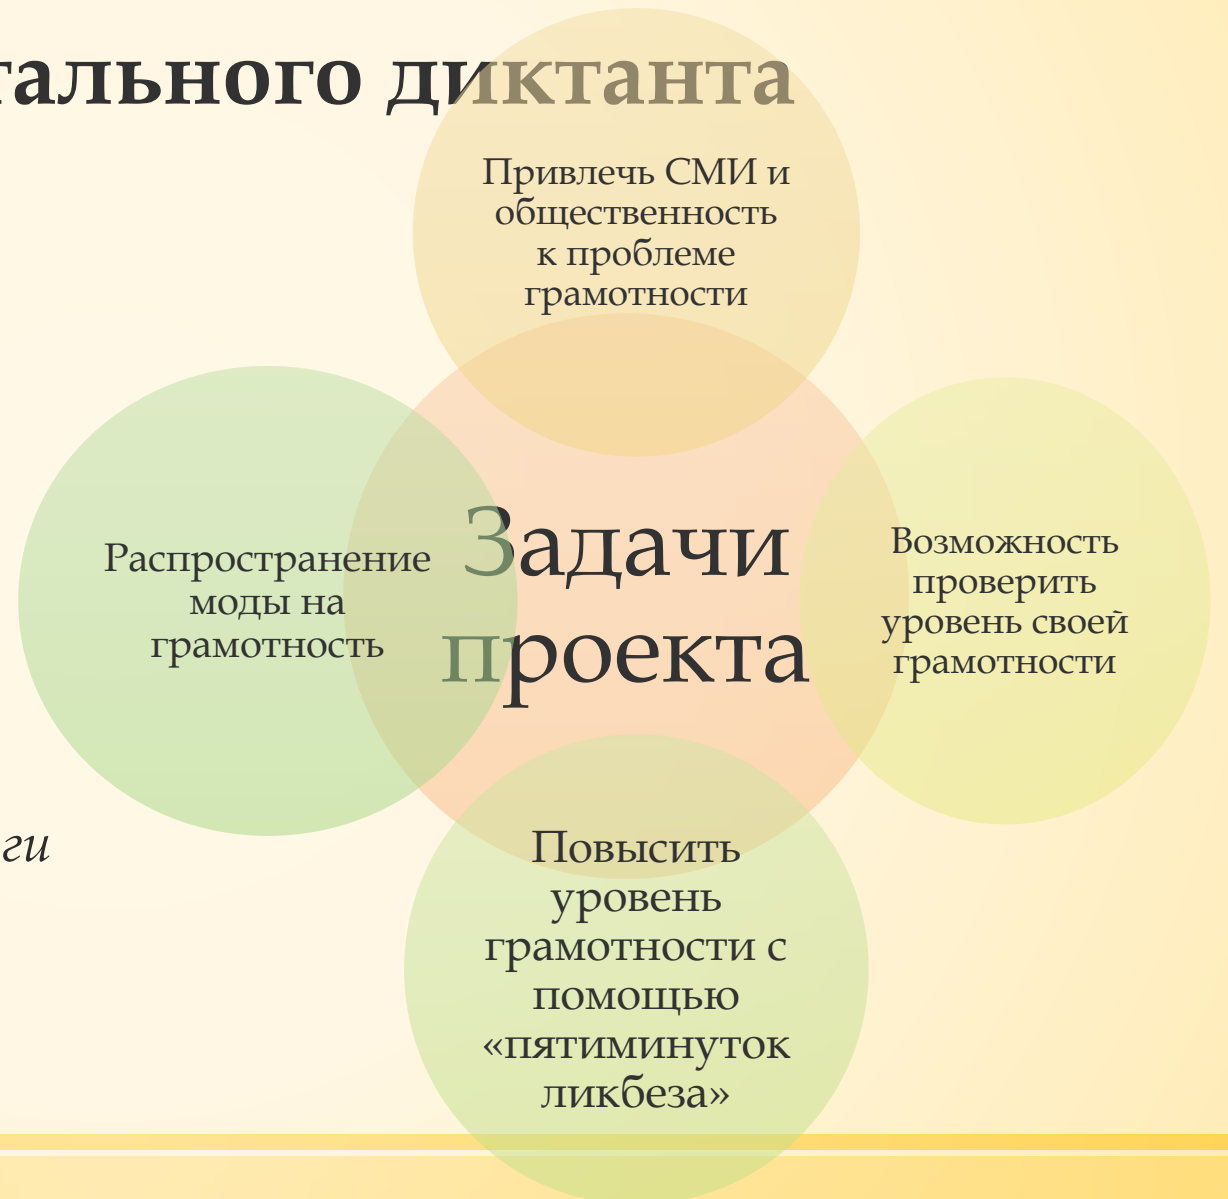 тального диктанта
Привлечь СМИ и
общественность
к проблеме
грамотности
Распространение
моды на
грамотность
Задачи
проекта
Возможность
проверить
уровень своей
грамотности
ги
Повысить
уровень
грамотности с
помощью
«пятиминуток
ликбеза»